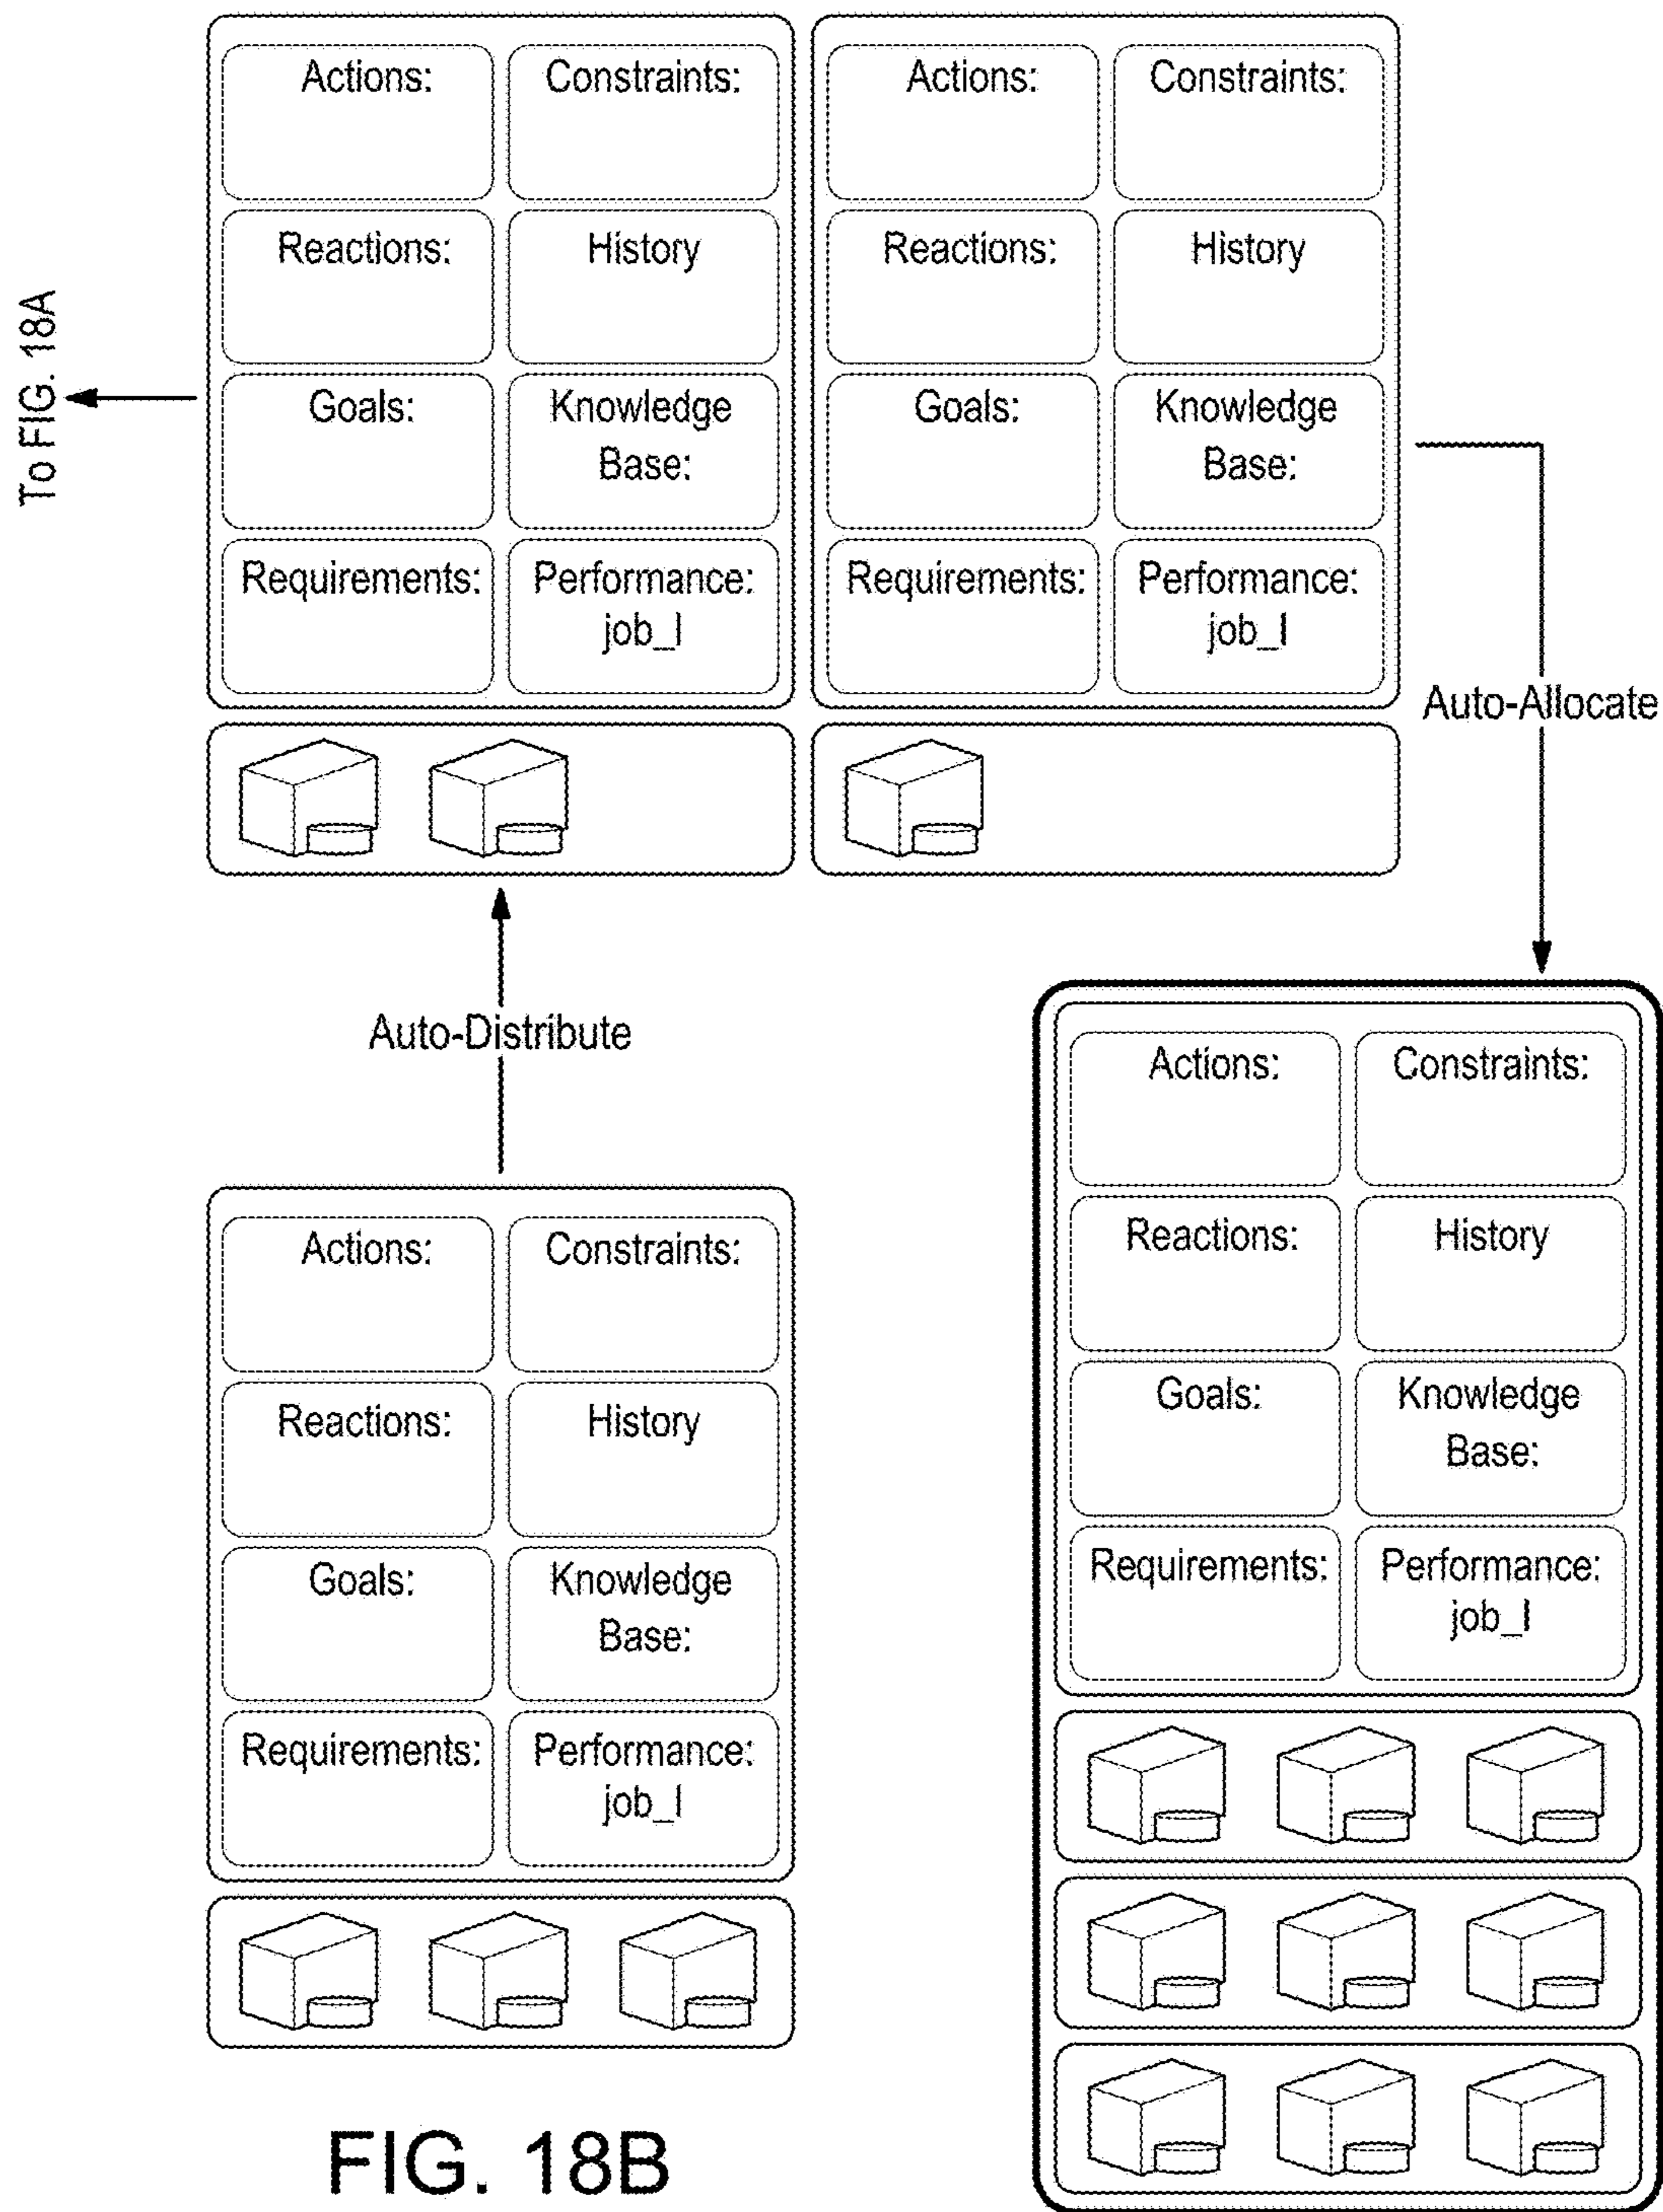 To FIG. 18A
Actions:
Constraints:
Reactions:
History
Goals:
Knowledge
Base:
Requirements:
Performance:
job_I
Actions:
Constraints:
Reactions:
History
Goals:
Knowledge
Base:
Requirements:
Performance:
job_I
Auto-Allocate
Auto-Distribute
Actions:
Constraints:
Reactions:
History
Goals:
Knowledge
Base:
Requirements:
Performance:
job_I
Actions:
Constraints:
Reactions:
History
Goals:
Knowledge
Base:
Requirements:
Performance:
job_I
FIG. 18B